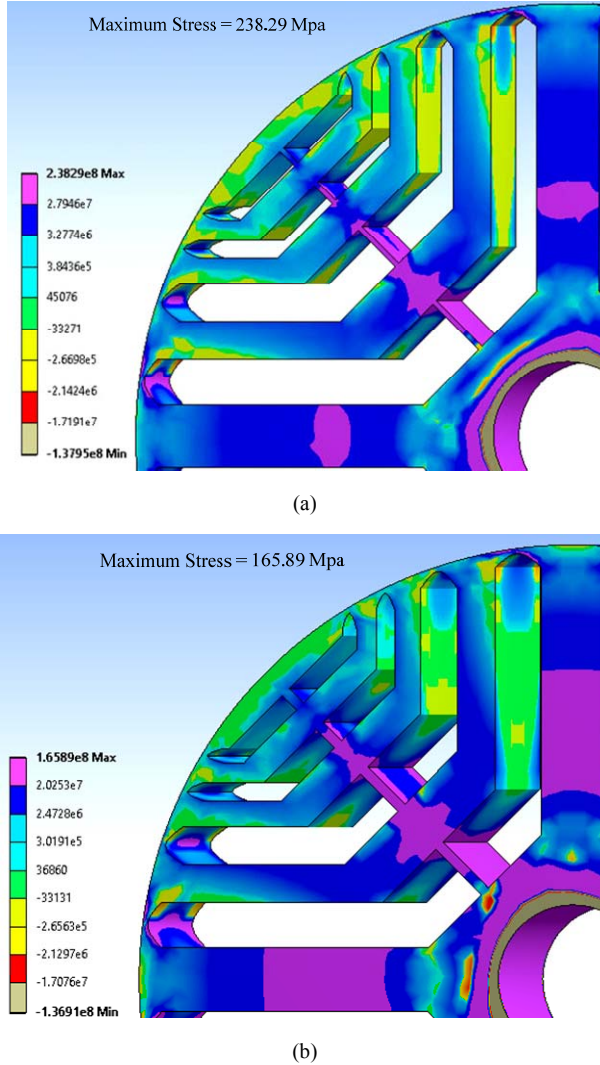 Maximum Stress = 238.29 Mpa
2.3829e8 Max
2.7946e7
3.2774e6
3.8436e5
45076
-33271
-2.6698e5
-2.1424e6
-1.7191e7
-1.3795e8 Min
(a)
Maximum Stress = 165.89 Mpa
1.6589e8 Max
2.0253e7
2.4728e6
3.0191e5
36860
-33131
-2.6563e5
-2.1297e6
-1.7076e7
-1.3691e8 Min
(b)